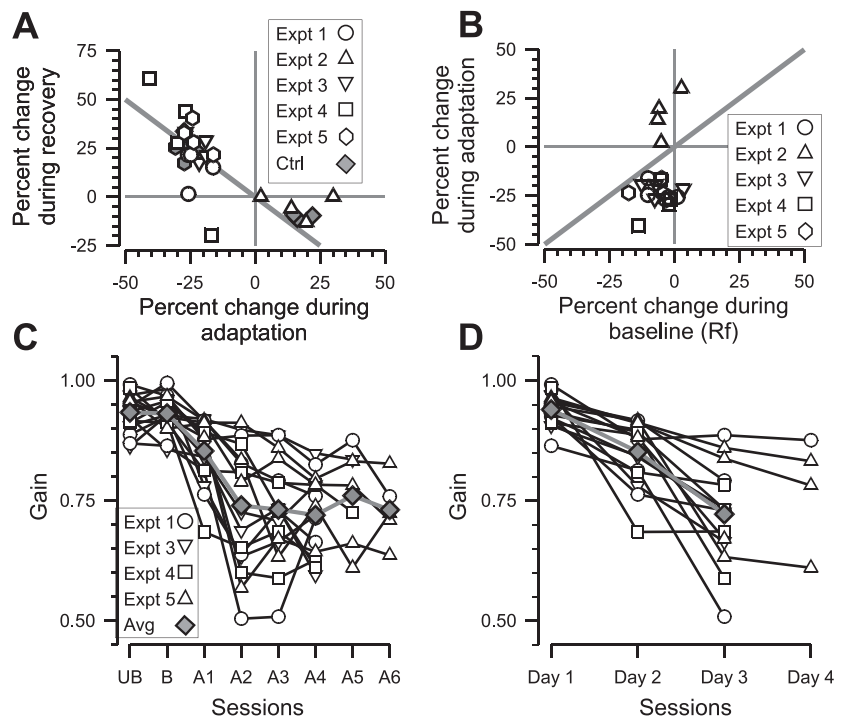 A
Percent change
during recovery
75
50
25
0
-25
-50
-25
0
25
50
Percent change during
adaptation
Expt 1
Expt 2
Expt 3
Expt 4
Expt 5
Ctrl
B
Percent change
during adaptation
50
25
0
-25
-50
-50
-25
0
25
50
Percent change during
baseline (Rf)
Expt 1
Expt 2
Expt 3
Expt 4
Expt 5
C
Gain
1.00
0.75
0.50
Expt 1
Expt 3
Expt 4
Expt 5
Avg
UB B A1 A2 A3 A4 A5 A6
Sessions
D
Gain
1.00
0.75
0.50
Day 1 Day 2 Day 3 Day 4
Sessions